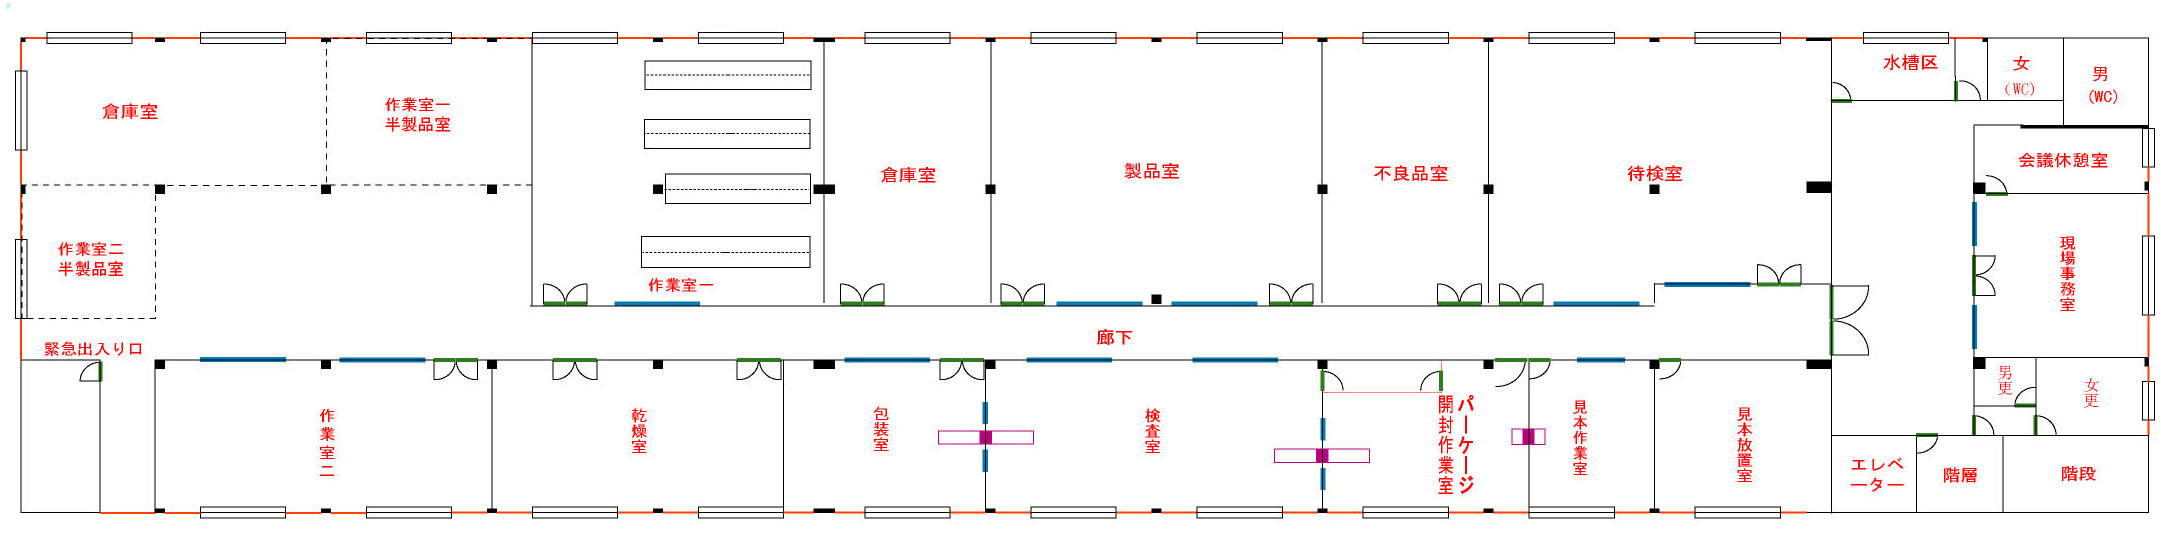 倉庫室
作業室一
半製品室
作業室二
半製品室
作業室一
倉庫室
製品室
不良品室
待検室
水槽区
女
(WC)
男
(WC)
会議休憩室
現場事務室
緊急出入り口
廊下
作業室二
乾燥室
包装室
検査室
パーケージ
開封作業室
見本作業室
見本放置室
男更
女更
エレベ
ーター
階層
階段